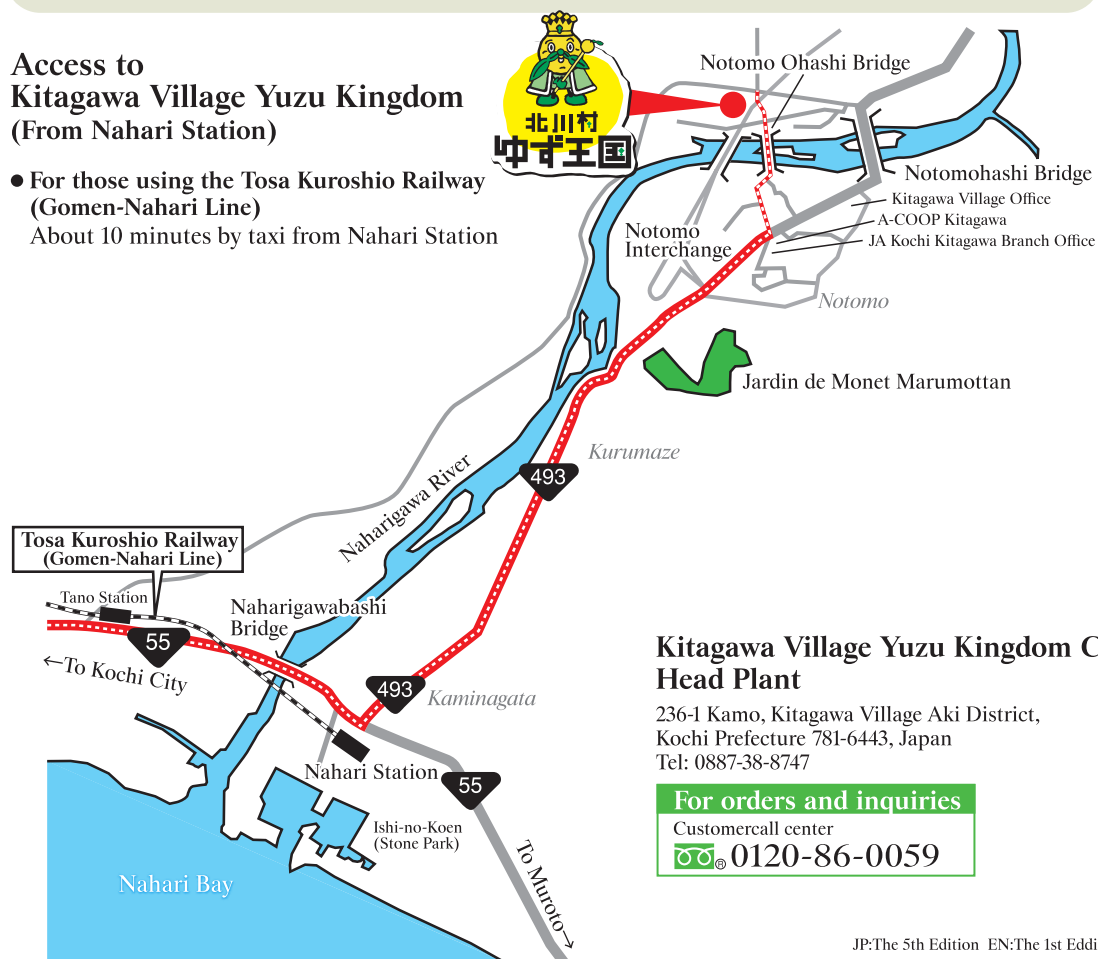 Access to
Kitagawa Village Yuzu Kingdom
(From Nahari Station)
● For those using the Tosa Kuroshio Railway
(Gomen-Nahari Line)
About 10 minutes by taxi from Nahari Station
北川村
ゆず王国
Notomo Ohashi Bridge
Notomohashi Bridge
Kitagawa Village Office
A-COOP Kitagawa
JA Kochi Kitagawa Branch Office
Notomo
Interchange
Notomo
Jardin de Monet Marumottan
Kurumaze
493
Naharigawa River
Tosa Kuroshio Railway
(Gomen-Nahari Line)
Tano Station
Naharigawabashi
Bridge
55
←To Kochi City
493
Kaminagata
Nahari Station
55
Ishi-no-Koen
(Stone Park)
To Muroto→
Nahari Bay
Kitagawa Village Yuzu Kingdom C
Head Plant
236-1 Kamo, Kitagawa Village Aki District,
Kochi Prefecture 781-6443, Japan
Tel: 0887-38-8747
For orders and inquiries
Customercall center
® 0120-86-0059
JP:The 5th Edition EN:The 1st Eddi